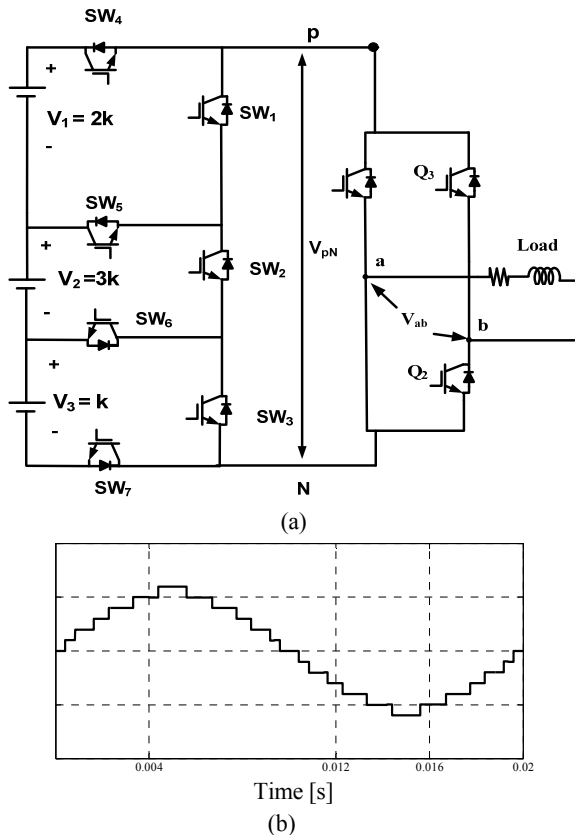 SW4
p
+
V1 = 2k
-
SW1
SW5
Q3
+
V2 = 3k
-
SW2
VpN
a
Load
SW6
Vab
b
+
V3 = k
-
Q2
SW3
SW7
N
(a)
0.004
0.012
0.016
0.02
Time [s]
(b)